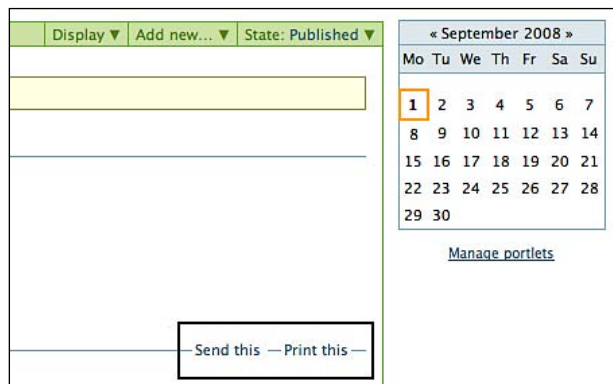 Display ▼ Add new... ▼ State: Published ▼
« September 2008 »
Mo Tu We Th Fr Sa Su
1 2 3 4 5 6 7
8 9 10 11 12 13 14
15 16 17 18 19 20 21
22 23 24 25 26 27 28
29 30
Manage portlets
Send this — Print this —